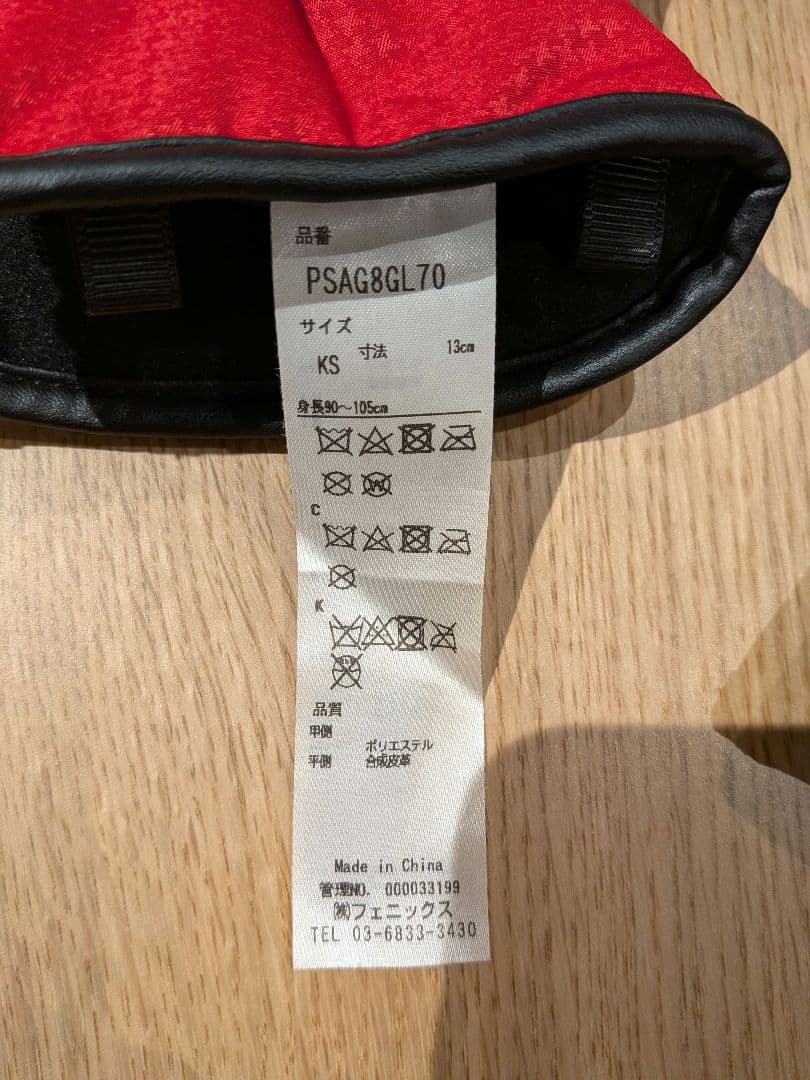 品番
PSAG8GL70
サイズ
KS 寸法 13cm
身長90～105cm
W
C
K
品質
甲側
ポリエステル
平側 合成皮革
Made in China
管理NO. 000033199
㈱フェニックス
TEL 03-6833-3430